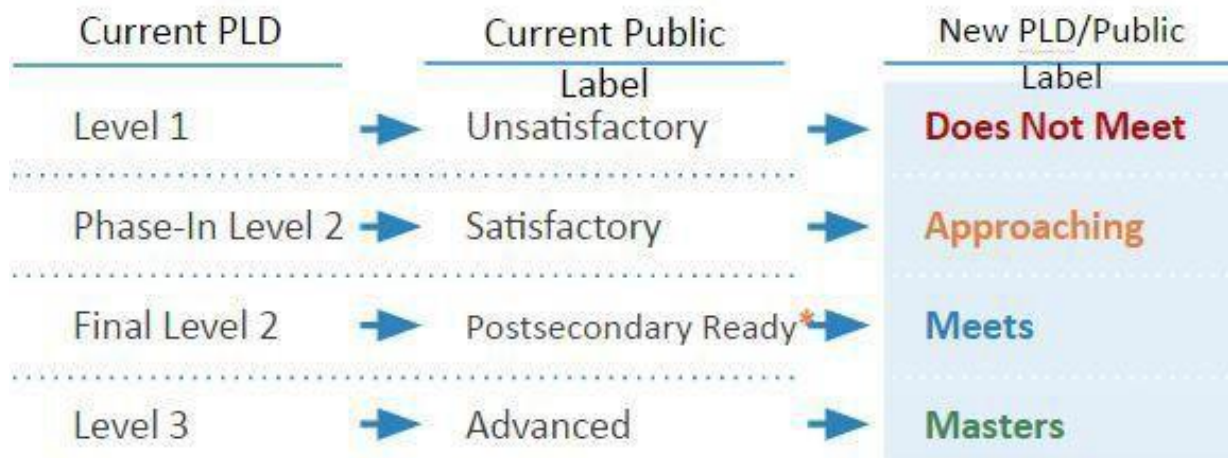 Current PLD Current Public New PLD/Public
Label Label
Level 1 Unsatisfactory Does Not Meet
Phase-In Level 2 Satisfactory Approaching
Final Level 2 Postsecondary Ready* Meets
Level 3 Advanced Masters